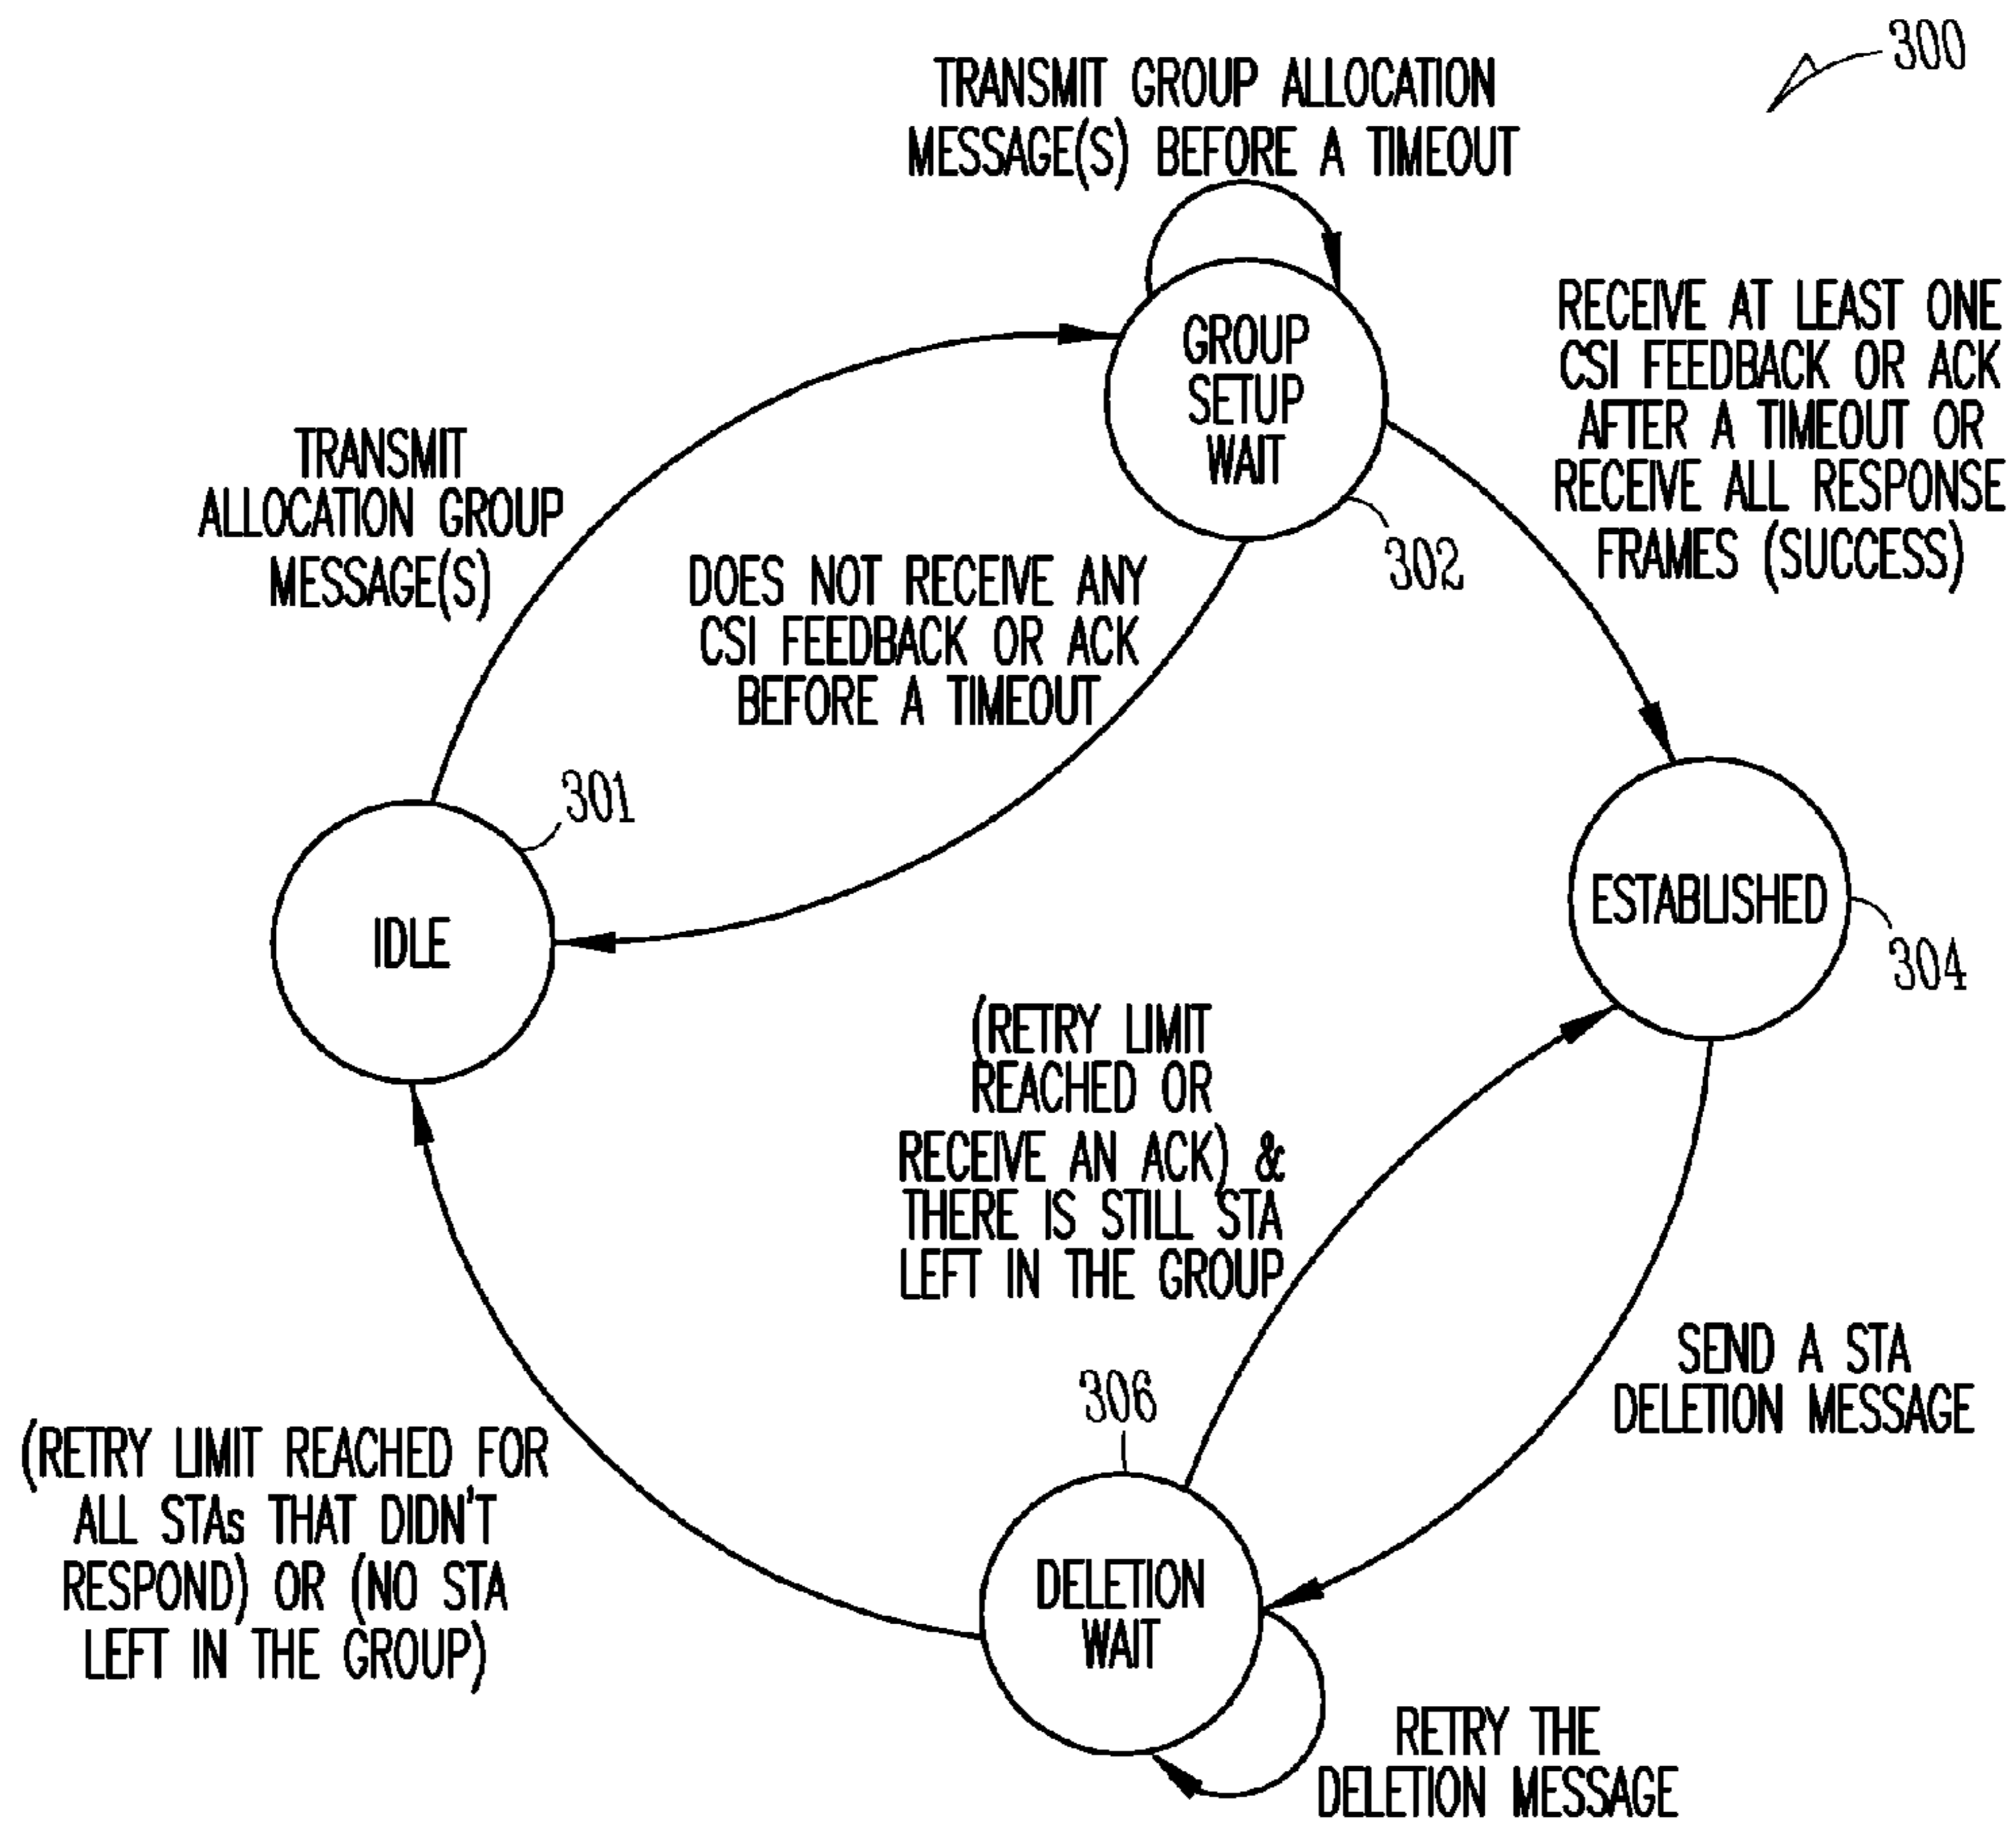 300
TRANSMIT GROUP ALLOCATION
MESSAGE(S) BEFORE A TIMEOUT
GROUP
SETUP
WAIT
302
RECEIVE AT LEAST ONE
CSI FEEDBACK OR ACK
AFTER A TIMEOUT OR
RECEIVE ALL RESPONSE
FRAMES (SUCCESS)
TRANSMIT
ALLOCATION GROUP
MESSAGE(S)
DOES NOT RECEIVE ANY
CSI FEEDBACK OR ACK
BEFORE A TIMEOUT
301
IDLE
ESTABLISHED
304
(RETRY LIMIT
REACHED OR
RECEIVE AN ACK) &
THERE IS STILL STA
LEFT IN THE GROUP
SEND A STA
DELETION MESSAGE
306
(RETRY LIMIT REACHED FOR
ALL STAs THAT DIDN'T
RESPOND) OR (NO STA
LEFT IN THE GROUP)
DELETION
WAIT
RETRY THE
DELETION MESSAGE